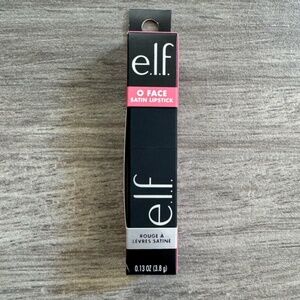 e.l.f.
O FACE
SATIN LIPSTICK
e.l.f.
ROUGE À
LÈVRES SATINÉ
0.13 OZ (3.8 g)